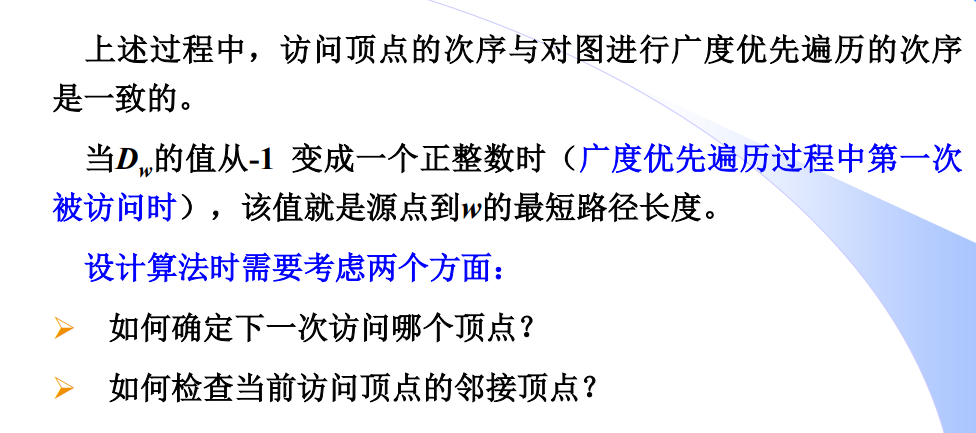 上述过程中，访问顶点的次序与对图进行广度优先遍历的次序
是一致的。
当Dw的值从-1 变成一个正整数时（广度优先遍历过程中第一次
被访问时），该值就是源点到w的最短路径长度。
设计算法时需要考虑两个方面：
➢ 如何确定下一次访问哪个顶点？
➢ 如何检查当前访问顶点的邻接顶点？